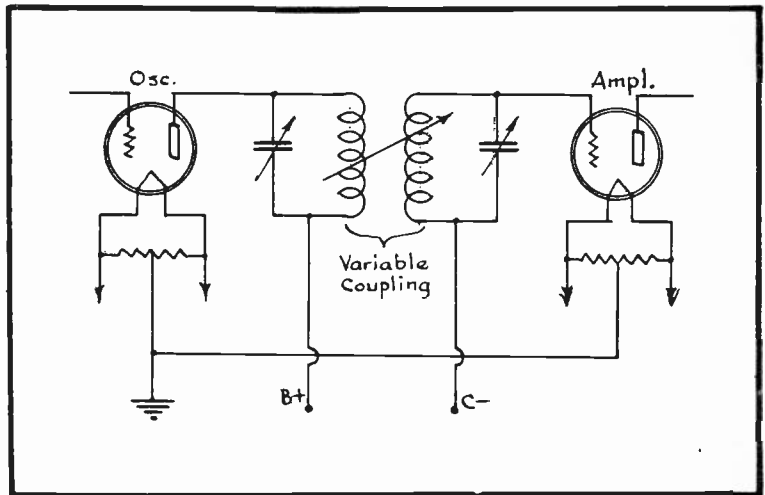 Osc.
Ampl.
Variable
Coupling
B+
C-